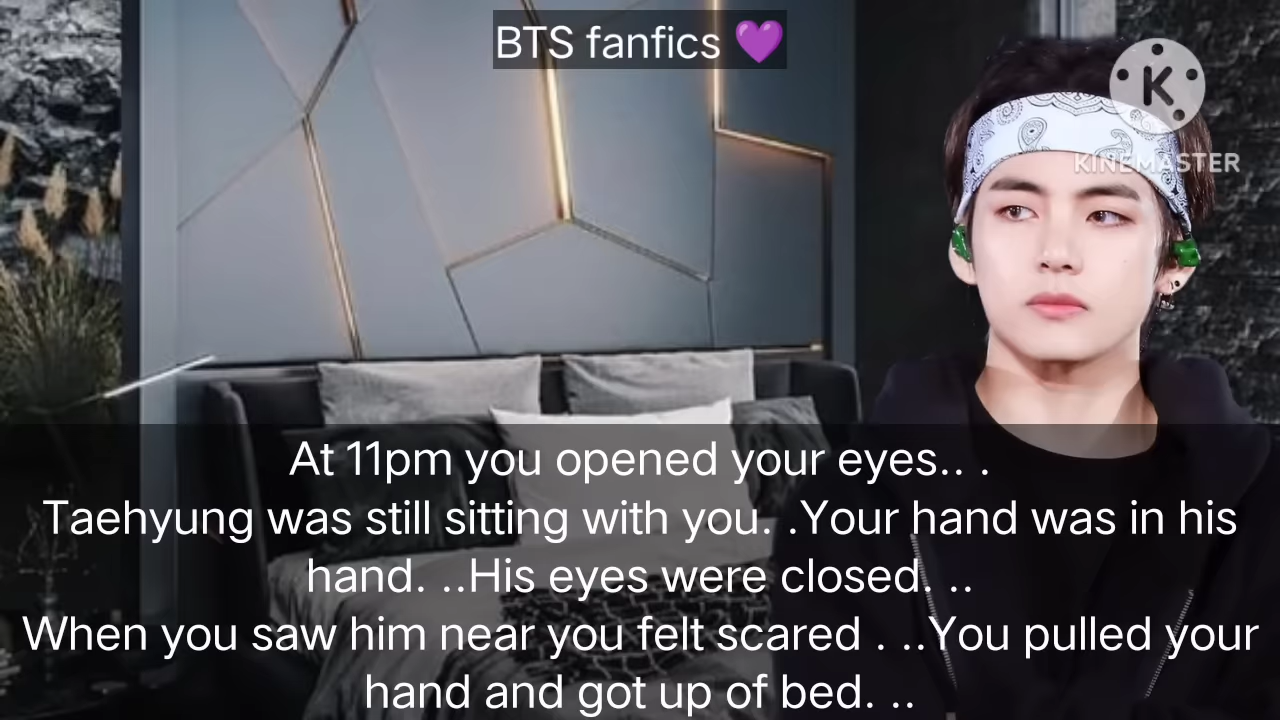 BTS fanfics 💜
K
KINEMASTER
At 11pm you opened your eyes.. .
Taehyung was still sitting with you. .Your hand was in his
hand. ..His eyes were closed. ..
When you saw him near you felt scared . ..You pulled your
hand and got up of bed. ..